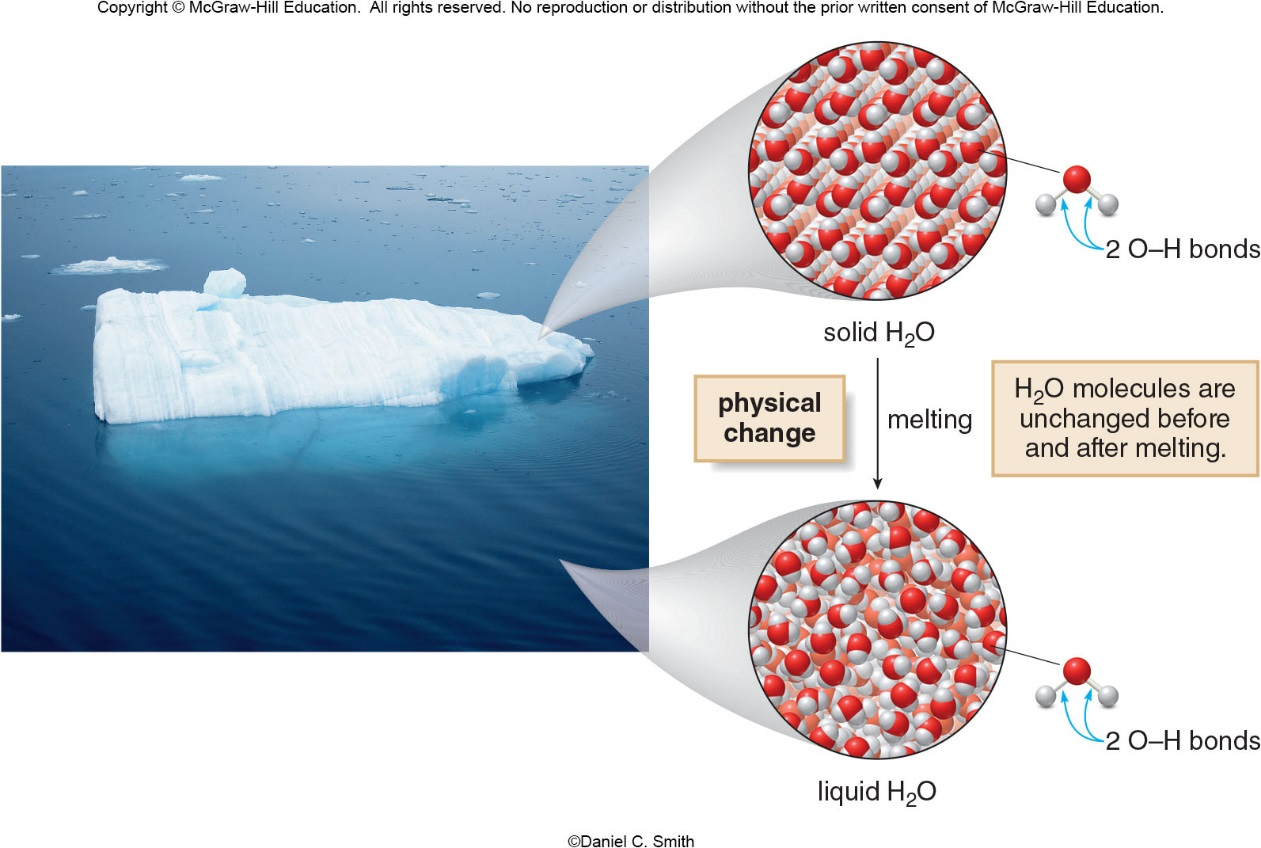 Copyright © McGraw-Hill Education.  All rights reserved. No reproduction or distribution without the prior written consent of McGraw-Hill Education.
2 O–H bonds
solid H₂O
physical
change
melting
H₂O molecules are
unchanged before
and after melting.
2 O–H bonds
liquid H₂O
©Daniel C. Smith